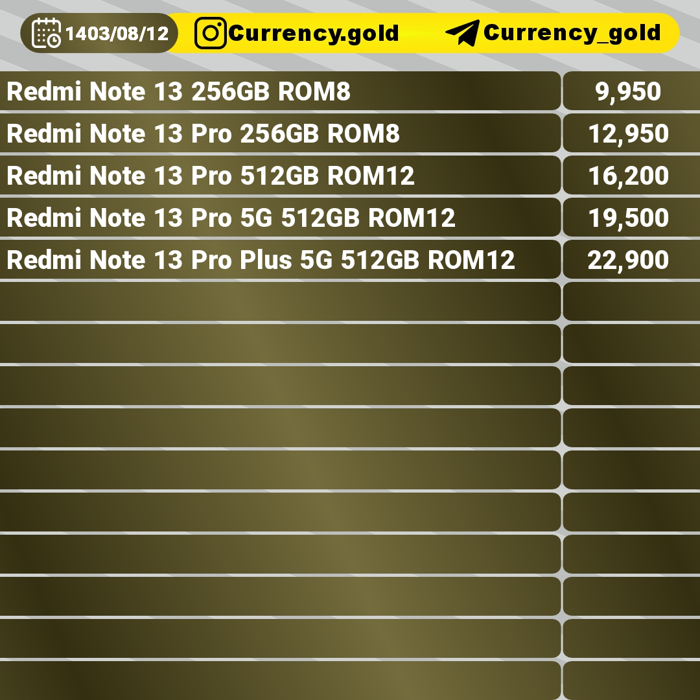 1403/08/12 Currency.gold Currency_gold
Redmi Note 13 256GB ROM8 9,950
Redmi Note 13 Pro 256GB ROM8 12,950
Redmi Note 13 Pro 512GB ROM12 16,200
Redmi Note 13 Pro 5G 512GB ROM12 19,500
Redmi Note 13 Pro Plus 5G 512GB ROM12 22,900